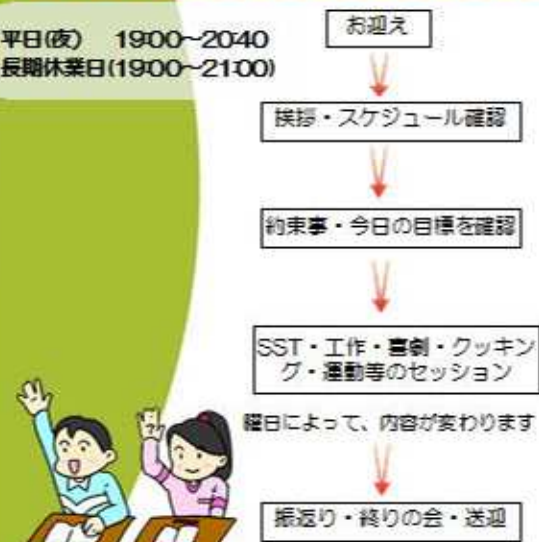 平日(夜)　19:00~20:40
長期休業日(19:00~21:00)
お迎え
挨拶・スケジュール確認
約束事・今日の目標を確認
SST・工作・喜劇・クッキン
グ・運動等のセッション
曜日によって、内容が変わります
振返り・終りの会・送迎